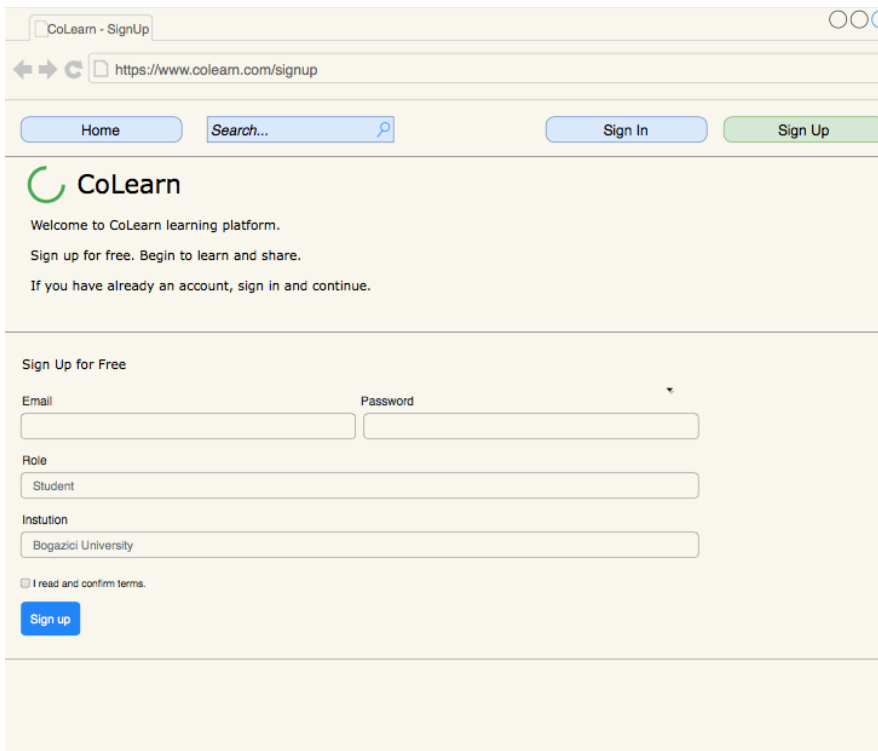 CoLearn - SignUp
https://www.colearn.com/signup
Home Search... Sign In Sign Up
CoLearn
Welcome to CoLearn learning platform.
Sign up for free. Begin to learn and share.
If you have already an account, sign in and continue.
Sign Up for Free
Email Password
Role
Student
Instution
Bogazici University
I read and confirm terms.
Sign up